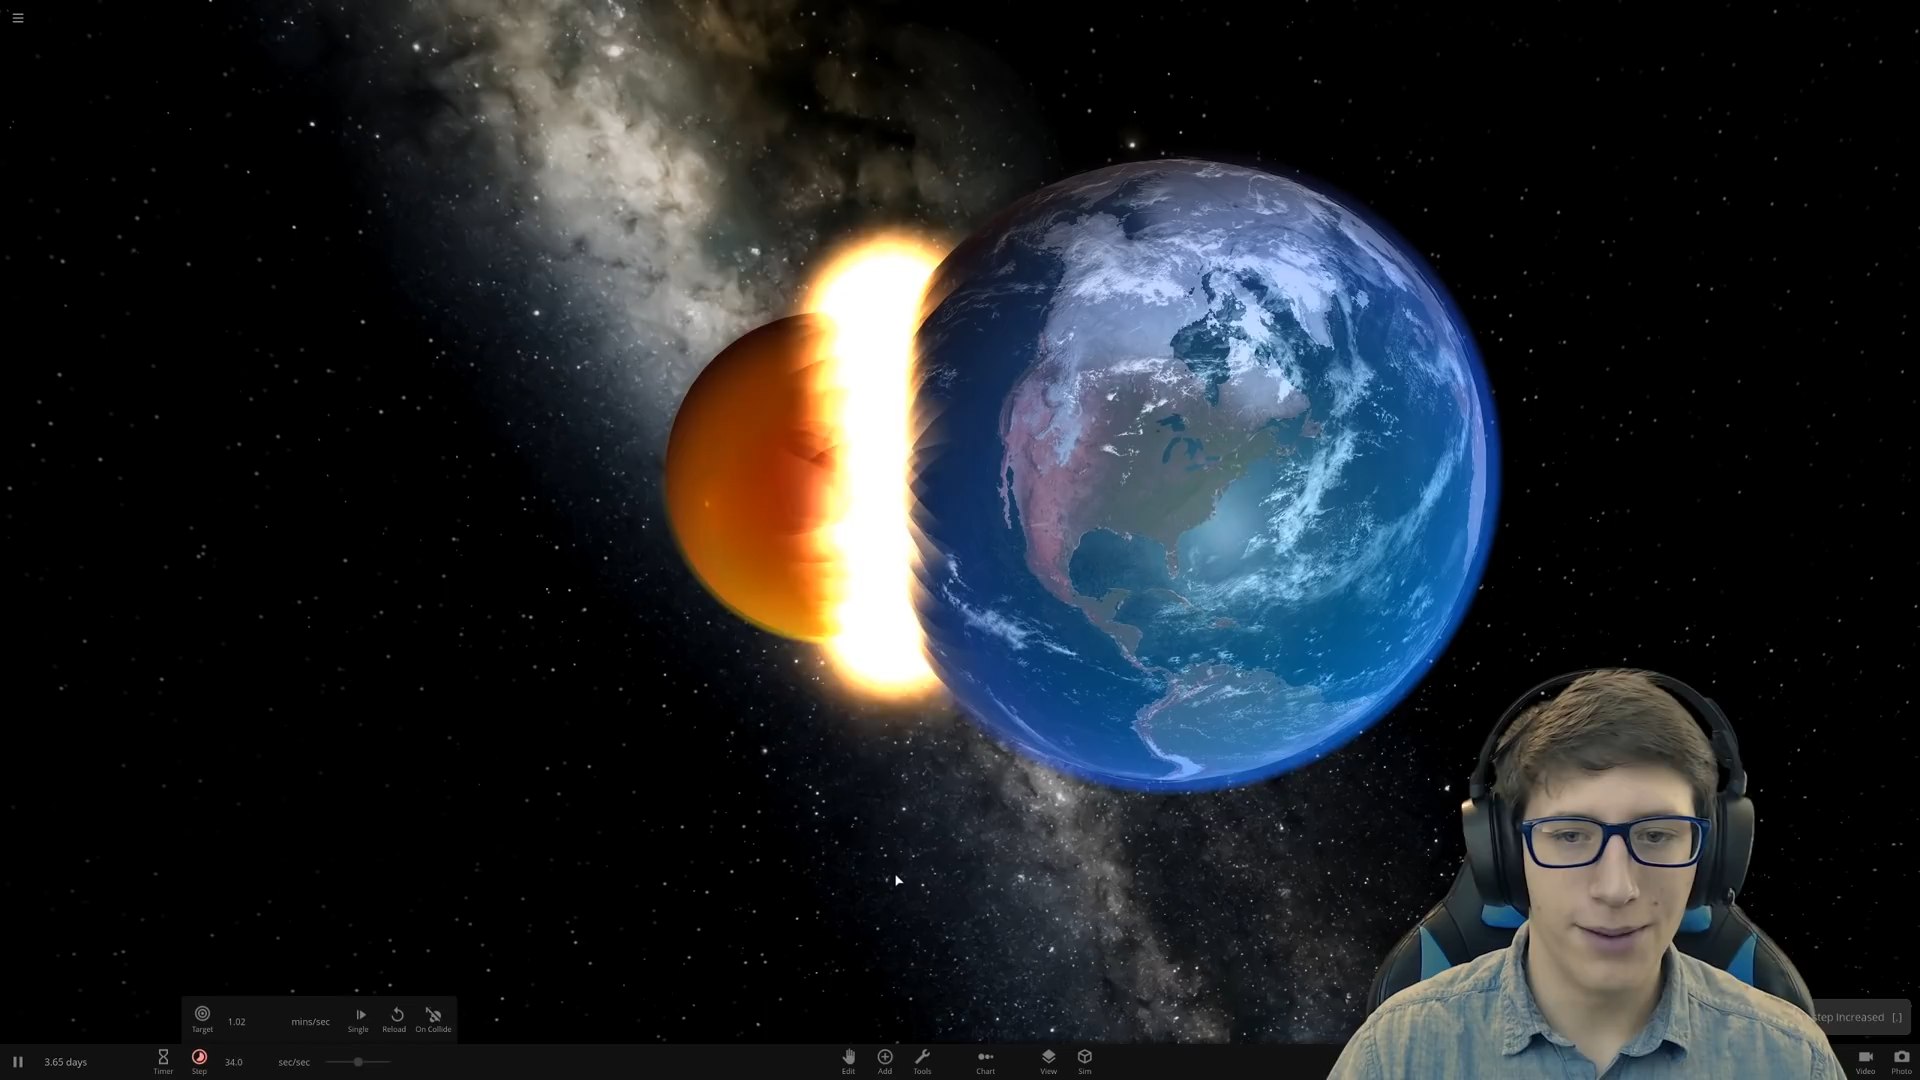 1.02 mins/sec
Target Single Reload On Collide
step Increased [.]
3.65 days 34.0 sec/sec
Timer Step Edit Add Tools Chart View Sim Video Photo